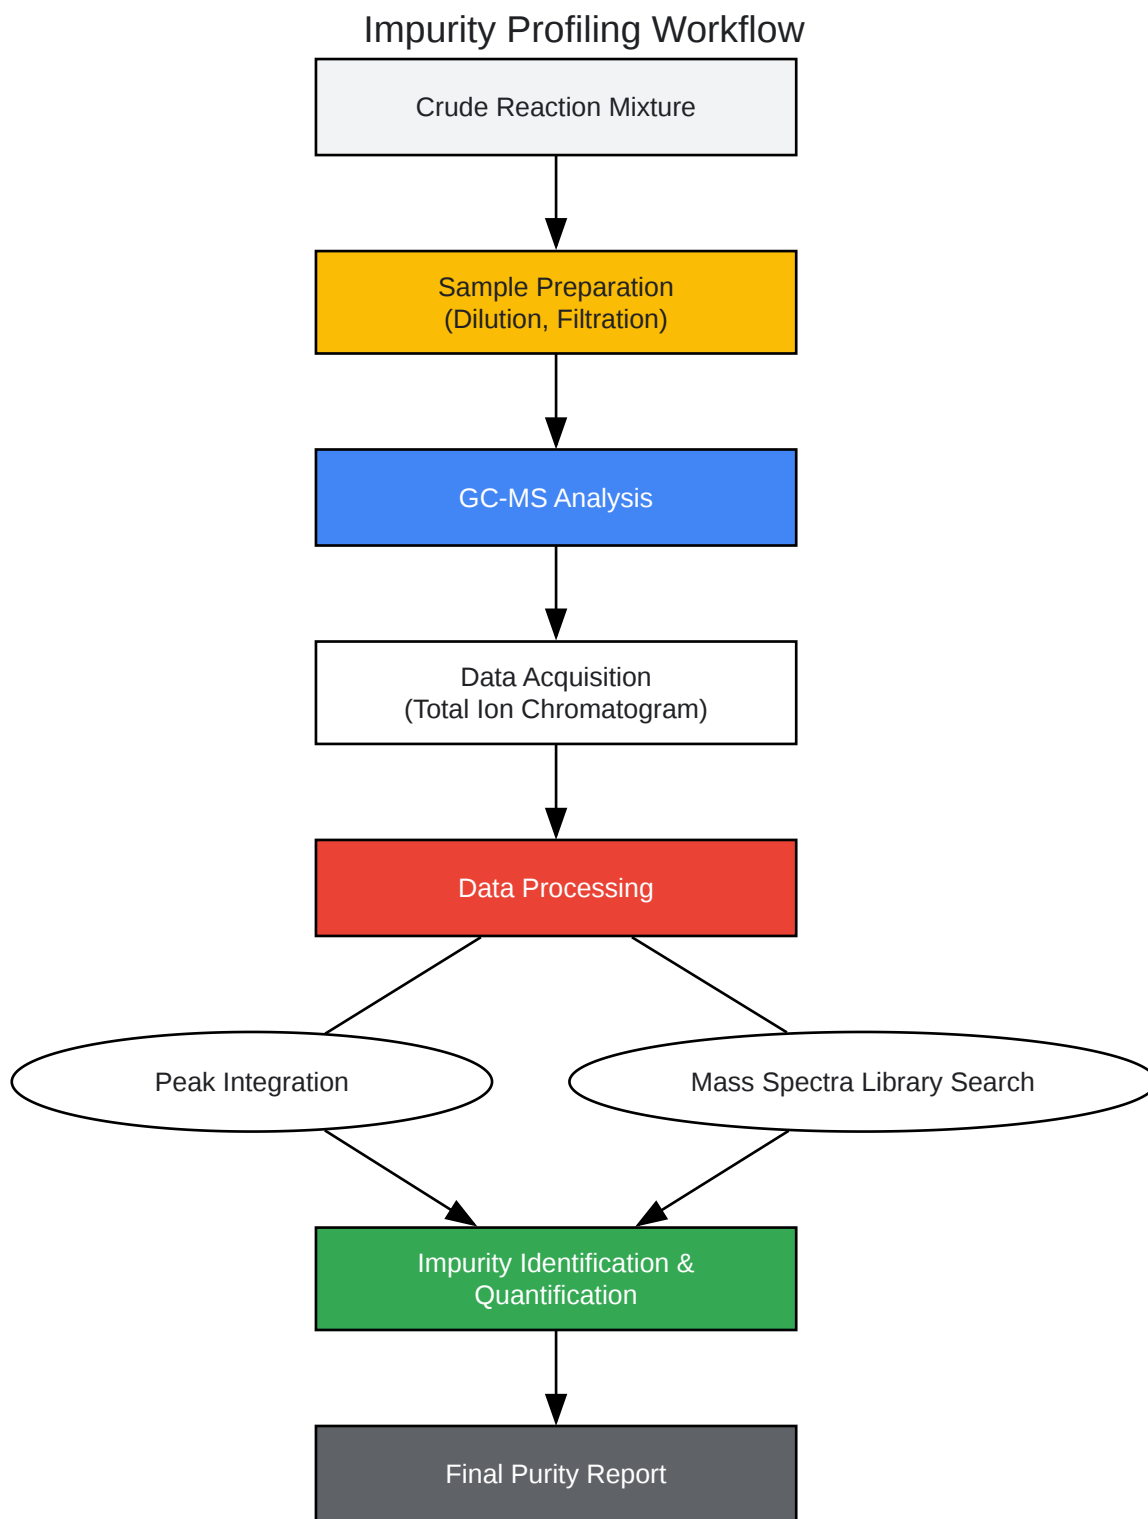 Impurity Profiling Workflow
Crude Reaction Mixture
Sample Preparation
(Dilution, Filtration)
GC-MS Analysis
Data Acquisition
(Total Ion Chromatogram)
Data Processing
Peak Integration
Mass Spectra Library Search
Impurity Identification &
Quantification
Final Purity Report